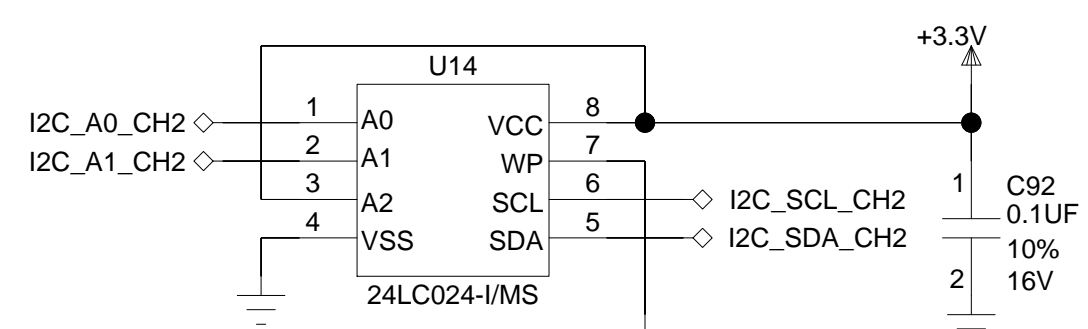 +3.3V
U14
I2C_A0_CH2 1 A0 VCC 8
I2C_A1_CH2 2 A1 WP 7
3 A2 SCL 6 I2C_SCL_CH2
4 VSS SDA 5 I2C_SDA_CH2
24LC024-I/MS
1 C92
0.1UF
10%
2 16V